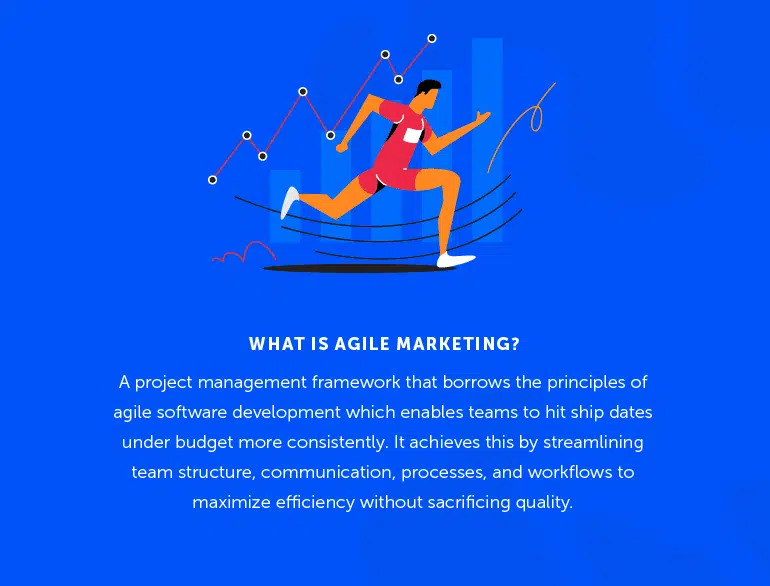 WHAT IS AGILE MARKETING?
A project management framework that borrows the principles of
agile software development which enables teams to hit ship dates
under budget more consistently. It achieves this by streamlining
team structure, communication, processes, and workflows to
maximize efficiency without sacrificing quality.